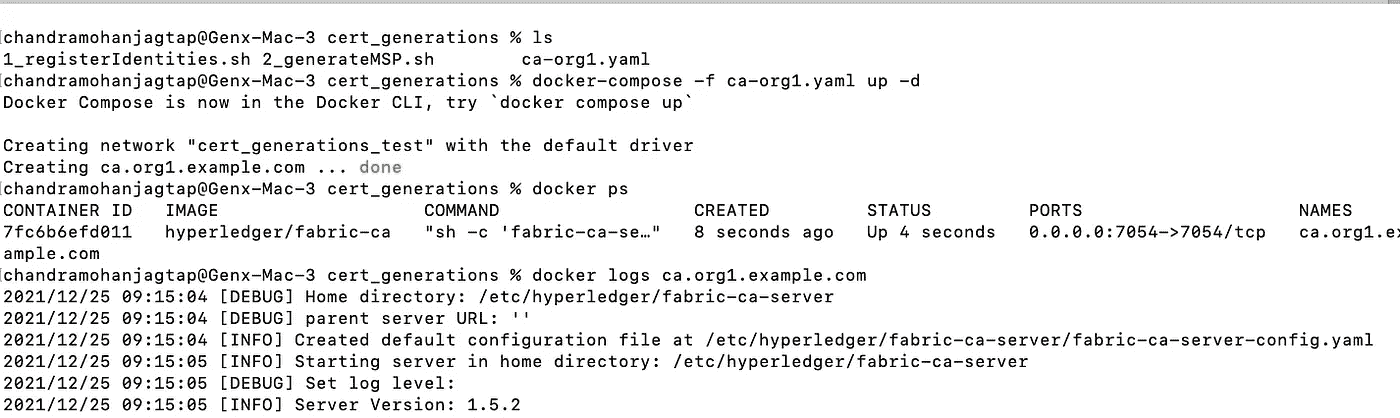 chandramohanjagtap@Genx-Mac-3 cert_generations % ls
1_registerIdentities.sh 2_generateMSP.sh ca-org1.yaml
chandramohanjagtap@Genx-Mac-3 cert_generations % docker-compose -f ca-org1.yaml up -d
Docker Compose is now in the Docker CLI, try `docker compose up`
Creating network "cert_generations_test" with the default driver
Creating ca.org1.example.com ... done
chandramohanjagtap@Genx-Mac-3 cert_generations % docker ps
CONTAINER ID IMAGE COMMAND CREATED STATUS PORTS NAMES
7fc6b6efd011 hyperledger/fabric-ca "sh -c 'fabric-ca-se…" 8 seconds ago Up 4 seconds 0.0.0.0:7054->7054/tcp ca.org1.ex
ample.com
chandramohanjagtap@Genx-Mac-3 cert_generations % docker logs ca.org1.example.com
2021/12/25 09:15:04 [DEBUG] Home directory: /etc/hyperledger/fabric-ca-server
2021/12/25 09:15:04 [DEBUG] parent server URL: ''
2021/12/25 09:15:04 [INFO] Created default configuration file at /etc/hyperledger/fabric-ca-server/fabric-ca-server-config.yaml
2021/12/25 09:15:05 [INFO] Starting server in home directory: /etc/hyperledger/fabric-ca-server
2021/12/25 09:15:05 [DEBUG] Set log level:
2021/12/25 09:15:05 [INFO] Server Version: 1.5.2